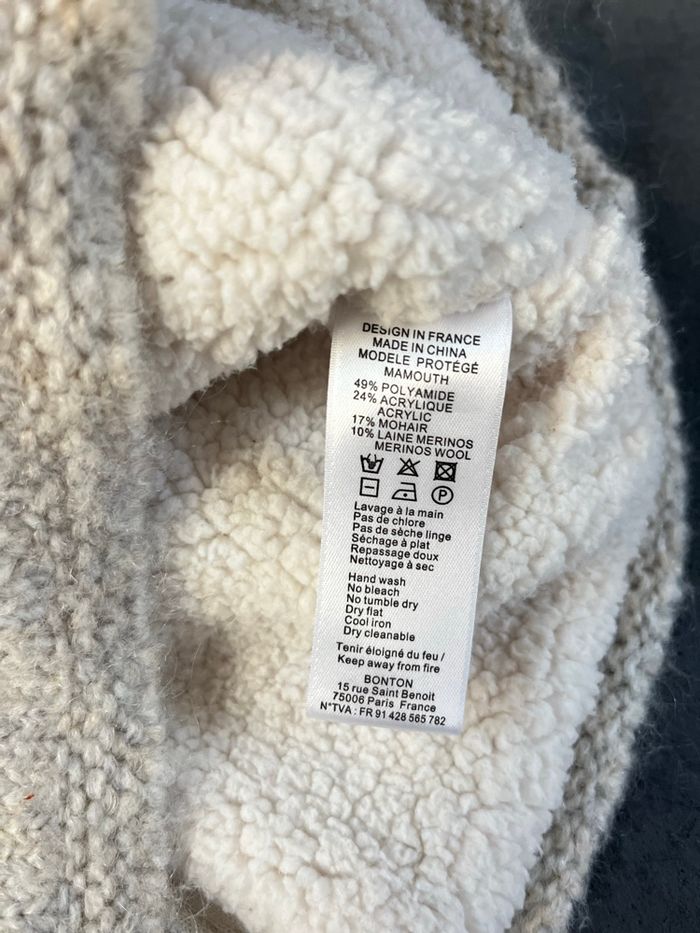 DESIGN IN FRANCE
MADE IN CHINA
MODELE PROTÉGÉ
MAMOUTH
49% POLYAMIDE
24% ACRYLIQUE
ACRYLIC
17% MOHAIR
10% LAINE MERINOS
MERINOS WOOL
P
Lavage à la main
Pas de chlore
Pas de sèche linge
Séchage à plat
Repassage doux
Nettoyage à sec
Hand wash
No bleach
No tumble dry
Dry flat
Cool iron
Dry cleanable
Tenir éloigné du feu /
Keep away from fire
BONTON
15 rue Saint Benoit
75006 Paris France
N°TVA : FR 91 428 565 782